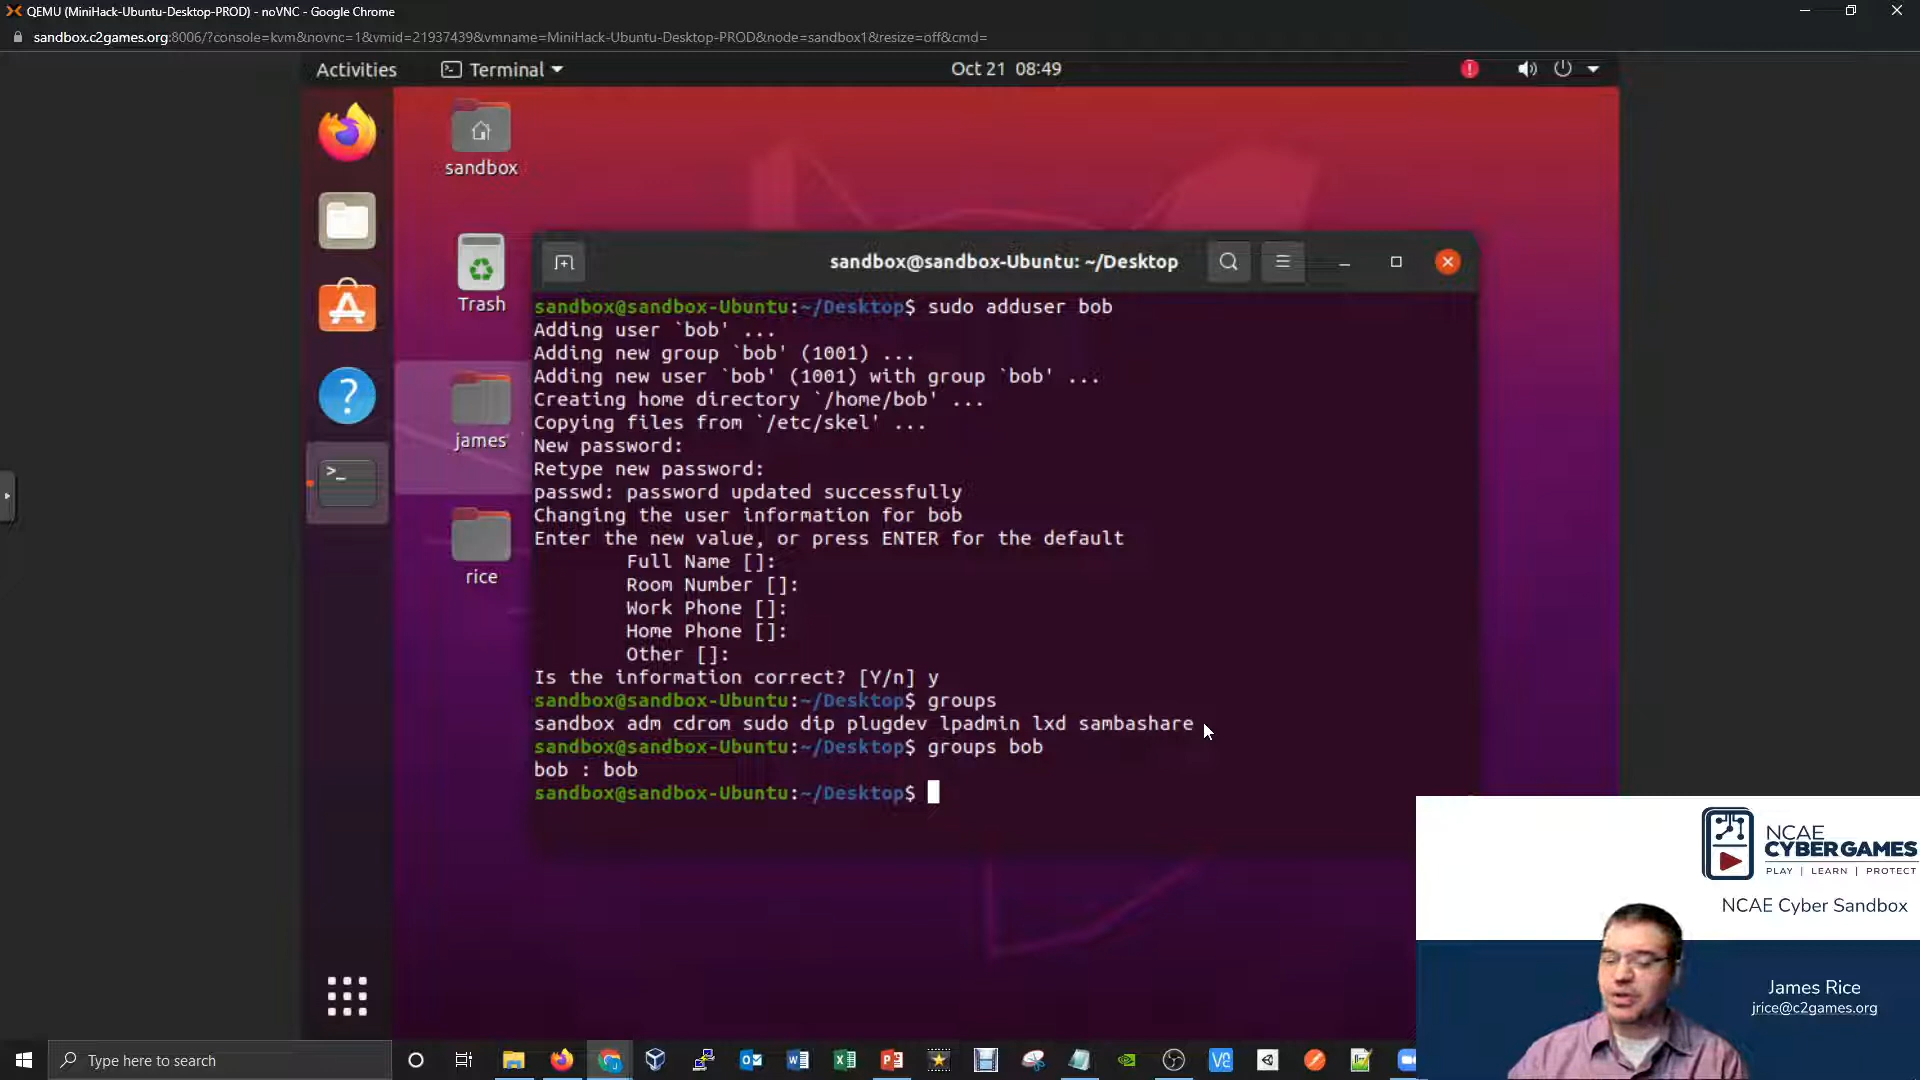 QEMU (MiniHack-Ubuntu-Desktop-PROD) - noVNC - Google Chrome
sandbox.c2games.org:8006/?console=kvm&novnc=1&vmid=21937439&vmname=MiniHack-Ubuntu-Desktop-PROD&node=sandbox1&resize=off&cmd=
Activities Terminal Oct 21 08:49
sandbox
Trash
james
rice
sandbox@sandbox-Ubuntu: ~/Desktop
sandbox@sandbox-Ubuntu:~/Desktop$ sudo adduser bob
Adding user `bob' ...
Adding new group `bob' (1001) ...
Adding new user `bob' (1001) with group `bob' ...
Creating home directory `/home/bob' ...
Copying files from `/etc/skel' ...
New password:
Retype new password:
passwd: password updated successfully
Changing the user information for bob
Enter the new value, or press ENTER for the default
Full Name []:
Room Number []:
Work Phone []:
Home Phone []:
Other []:
Is the information correct? [Y/n] y
sandbox@sandbox-Ubuntu:~/Desktop$ groups
sandbox adm cdrom sudo dip plugdev lpadmin lxd sambashare
sandbox@sandbox-Ubuntu:~/Desktop$ groups bob
bob : bob
sandbox@sandbox-Ubuntu:~/Desktop$
NCAE
CYBERGAMES
PLAY | LEARN | PROTECT
NCAE Cyber Sandbox
James Rice
jrice@c2games.org
Type here to search